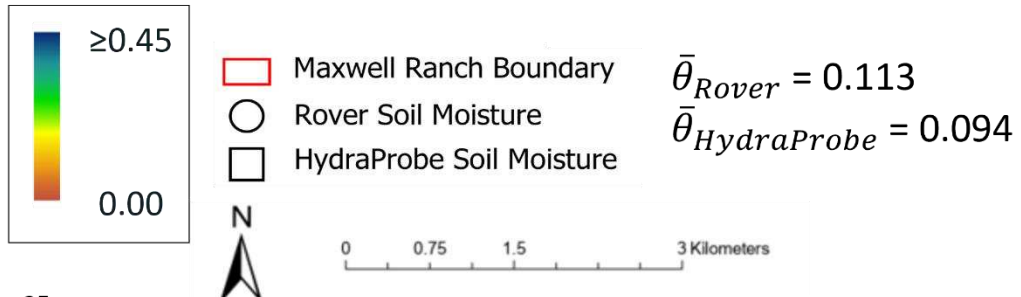 ≥0.45
0.00
Maxwell Ranch Boundary
Rover Soil Moisture
HydraProbe Soil Moisture
θ̄Rover = 0.113
θ̄HydraProbe = 0.094
N
0 0.75 1.5 3 Kilometers